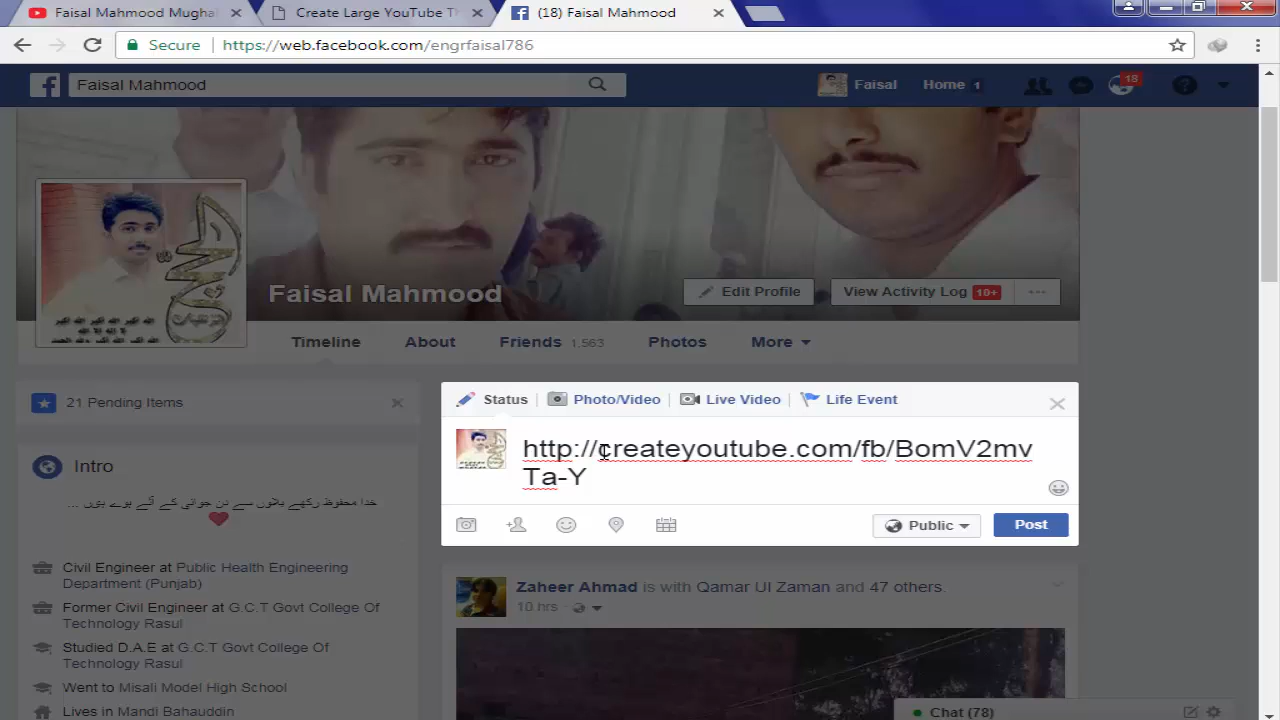 Faisal Mahmood Mugha
Create Large YouTube Th
(18) Faisal Mahmood
Secure
https://web.facebook.com/engrfaisal786
Faisal Mahmood
Faisal
Home 1
18
Faisal Mahmood
Edit Profile
View Activity Log 10+
Timeline
About
Friends 1,563
Photos
More
21 Pending Items
Intro
Civil Engineer at Public Health Engineering
Department (Punjab)
Former Civil Engineer at G.C.T Govt College Of
Technology Rasul
Studied D.A.E at G.C.T Govt College Of
Technology Rasul
Went to Misali Model High School
Lives in Mandi Bahauddin
Status
Photo/Video
Live Video
Life Event
http://createyoutube.com/fb/BomV2mv
Ta-Y
Public
Post
Zaheer Ahmad is with Qamar Ul Zaman and 47 others.
10 hrs
Chat (78)